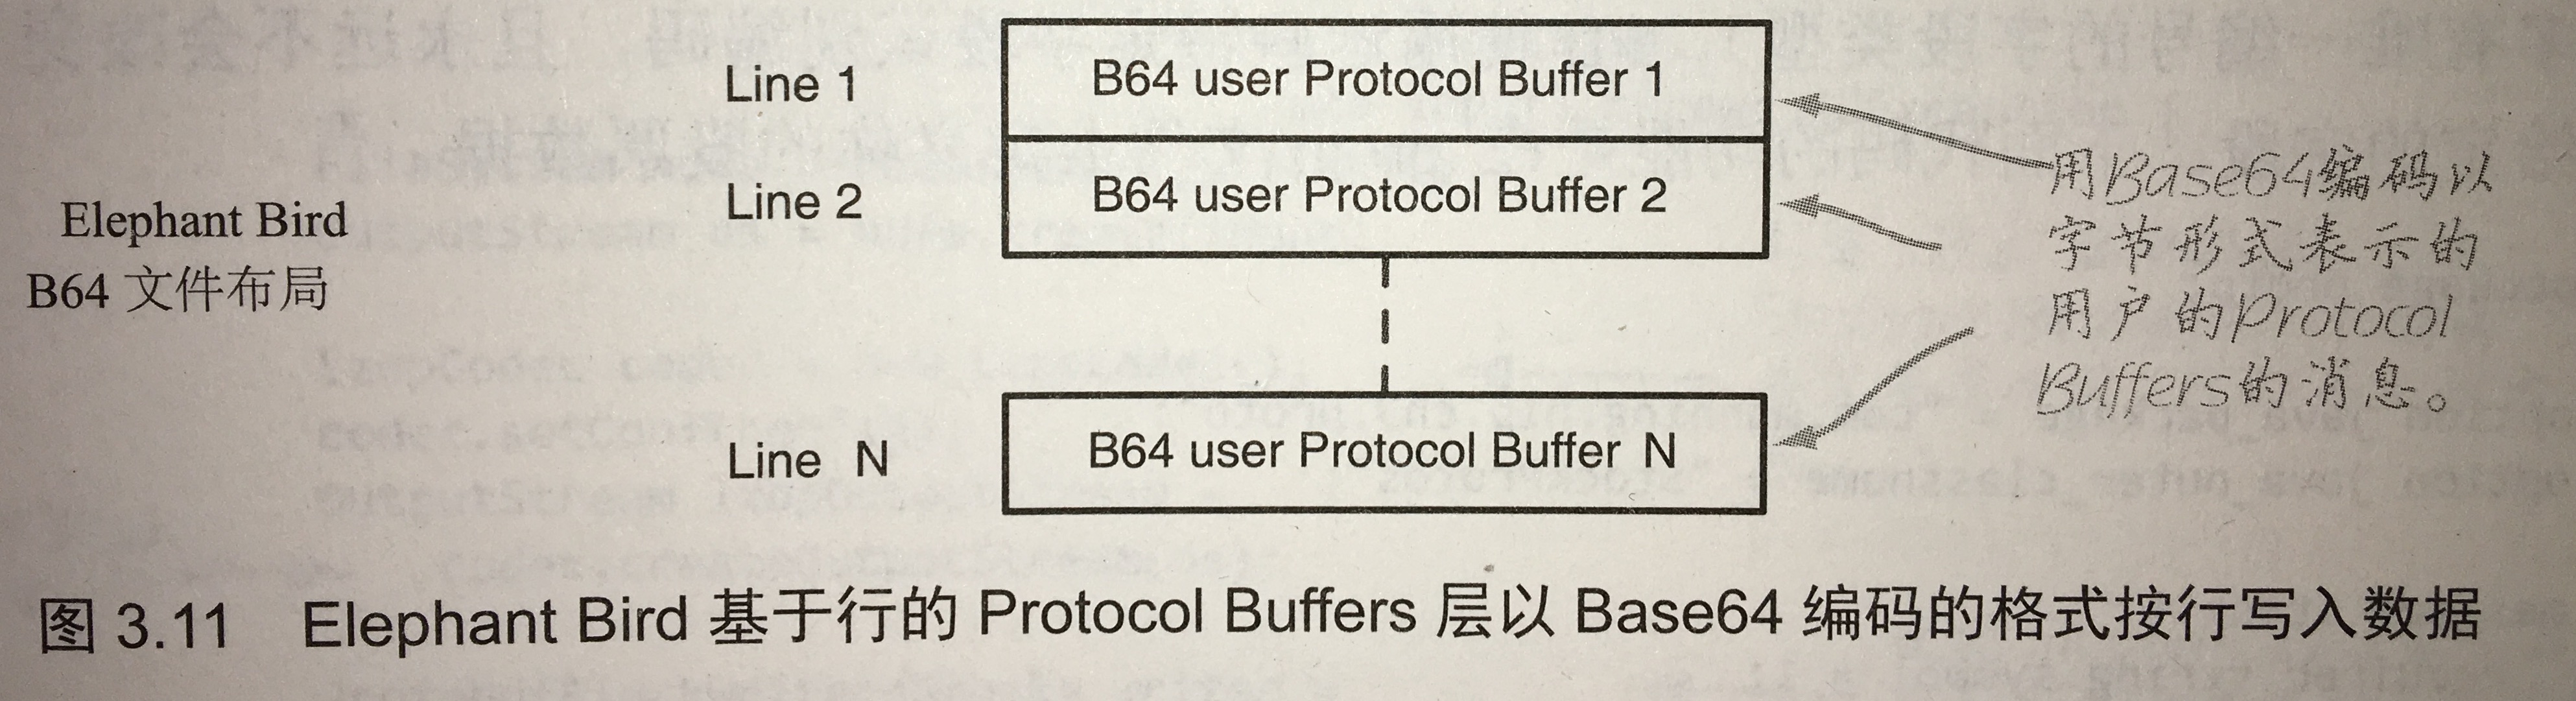 Line 1
B64 user Protocol Buffer 1
Line 2
B64 user Protocol Buffer 2
Elephant Bird
B64 文件布局
用Base64编码以
字节形式表示的
用户的Protocol
Buffers的消息。
Line N
B64 user Protocol Buffer N
图 3.11 Elephant Bird 基于行的 Protocol Buffers 层以 Base64 编码的格式按行写入数据